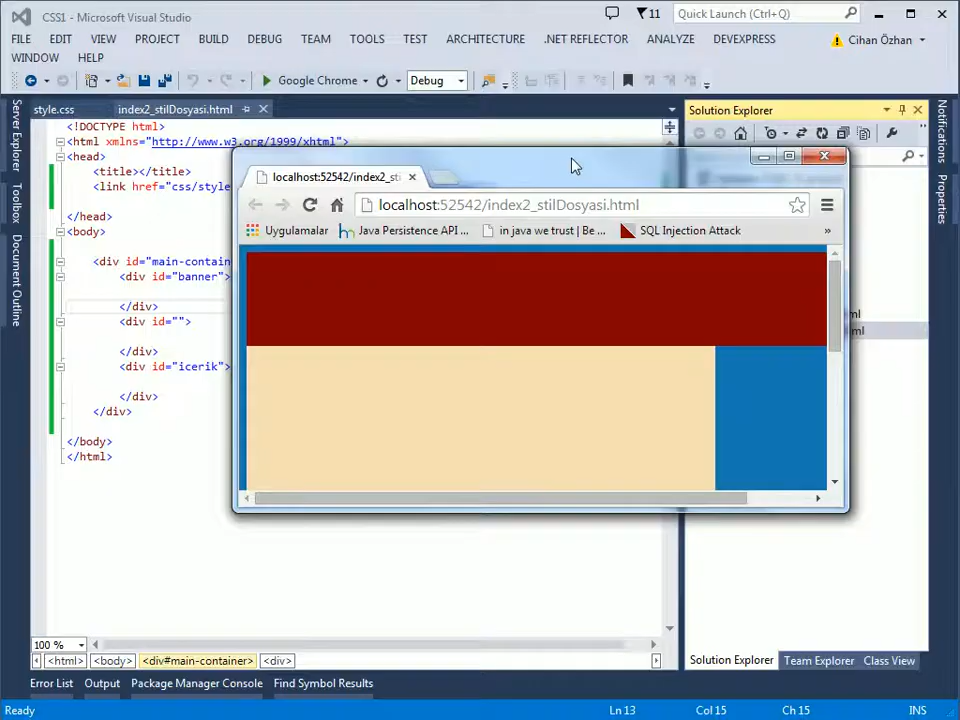 CSS1 - Microsoft Visual Studio
11
Quick Launch (Ctrl+Q)
FILE EDIT VIEW PROJECT BUILD DEBUG TEAM TOOLS TEST ARCHITECTURE .NET REFLECTOR ANALYZE DEVEXPRESS
Cihan Özhan
WINDOW HELP
Google Chrome
Debug
Server Explorer
Toolbox
Document Outline
style.css
index2_stilDosyasi.html
<!DOCTYPE html>
<html xmlns="http://www.w3.org/1999/xhtml">
<head>
<title></title>
<link href="css/style
</head>
<body>
<div id="main-containe
<div id="banner">
</div>
<div id="">
</div>
<div id="icerik">
</div>
</div>
</body>
</html>
localhost:52542/index2_sti
localhost:52542/index2_stilDosyasi.html
Uygulamalar
Java Persistence API ...
in java we trust | Be ...
SQL Injection Attack
»
Solution Explorer
ml
ml
Notifications
Properties
100 %
<html> <body> <div#main-container> <div>
Solution Explorer Team Explorer Class View
Error List Output Package Manager Console Find Symbol Results
Ready
Ln 13
Col 15
Ch 15
INS